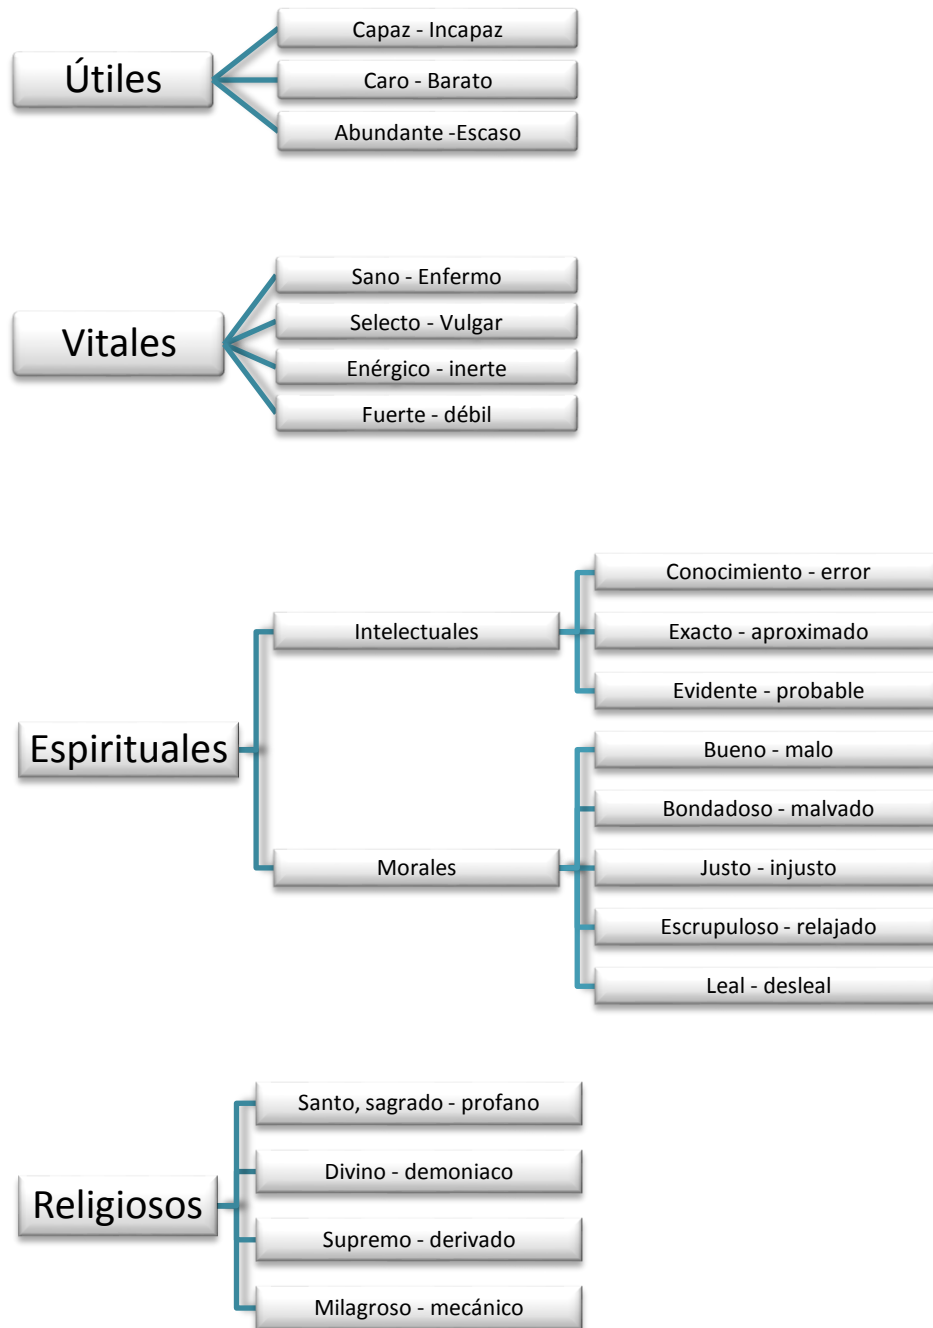 Útiles
Capaz - Incapaz
Caro - Barato
Abundante -Escaso
Vitales
Sano - Enfermo
Selecto - Vulgar
Enérgico - inerte
Fuerte - débil
Espirituales
Intelectuales
Conocimiento - error
Exacto - aproximado
Evidente - probable
Morales
Bueno - malo
Bondadoso - malvado
Justo - injusto
Escrupuloso - relajado
Leal - desleal
Religiosos
Santo, sagrado - profano
Divino - demoniaco
Supremo - derivado
Milagroso - mecánico